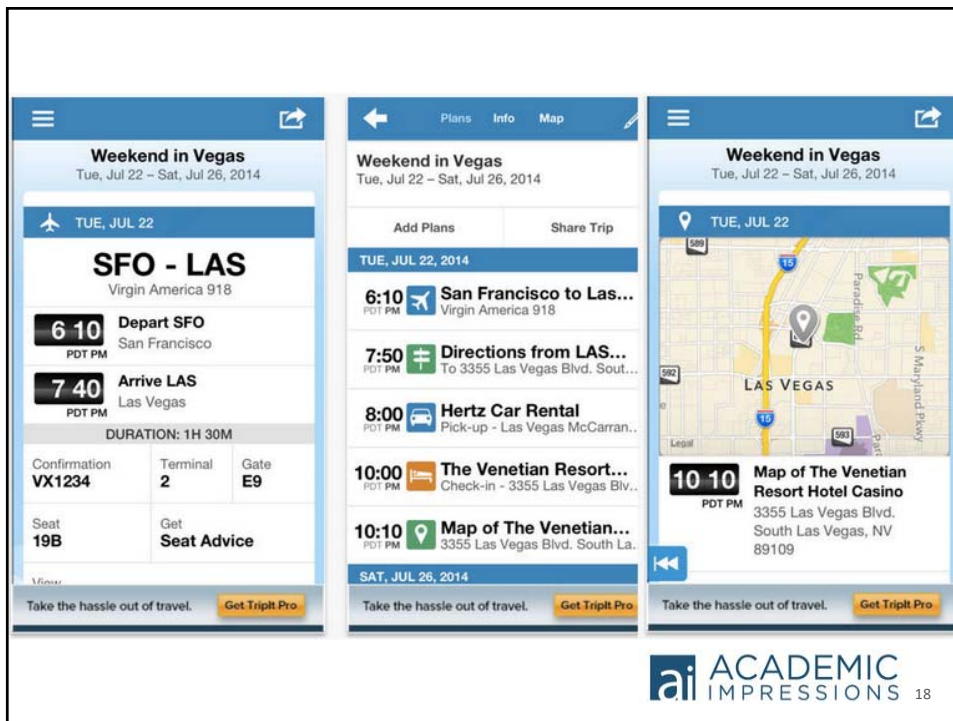 Weekend in Vegas
Tue, Jul 22 – Sat, Jul 26, 2014
TUE, JUL 22
SFO - LAS
Virgin America 918
6 10
PDT PM
Depart SFO
San Francisco
7 40
PDT PM
Arrive LAS
Las Vegas
DURATION: 1H 30M
Confirmation
VX1234
Terminal
2
Gate
E9
Seat
19B
Get
Seat Advice
View
Take the hassle out of travel.
Get TripIt Pro
Plans Info Map
Weekend in Vegas
Tue, Jul 22 – Sat, Jul 26, 2014
Add Plans Share Trip
TUE, JUL 22, 2014
6:10 San Francisco to Las...
PDT PM Virgin America 918
7:50 Directions from LAS...
PDT PM To 3355 Las Vegas Blvd. Sout...
8:00 Hertz Car Rental
PDT PM Pick-up - Las Vegas McCarran...
10:00 The Venetian Resort...
PDT PM Check-in - 3355 Las Vegas Blv...
10:10 Map of The Venetian...
PDT PM 3355 Las Vegas Blvd. South La...
SAT, JUL 26, 2014
Take the hassle out of travel.
Get TripIt Pro
Weekend in Vegas
Tue, Jul 22 – Sat, Jul 26, 2014
TUE, JUL 22
589
15
Paradise Rd
592
LAS VEGAS
S Maryland Pkwy
15
593
Legal
10 10
PDT PM
Map of The Venetian
Resort Hotel Casino
3355 Las Vegas Blvd.
South Las Vegas, NV
89109
Take the hassle out of travel.
Get TripIt Pro
ai ACADEMIC
IMPRESSIONS
18